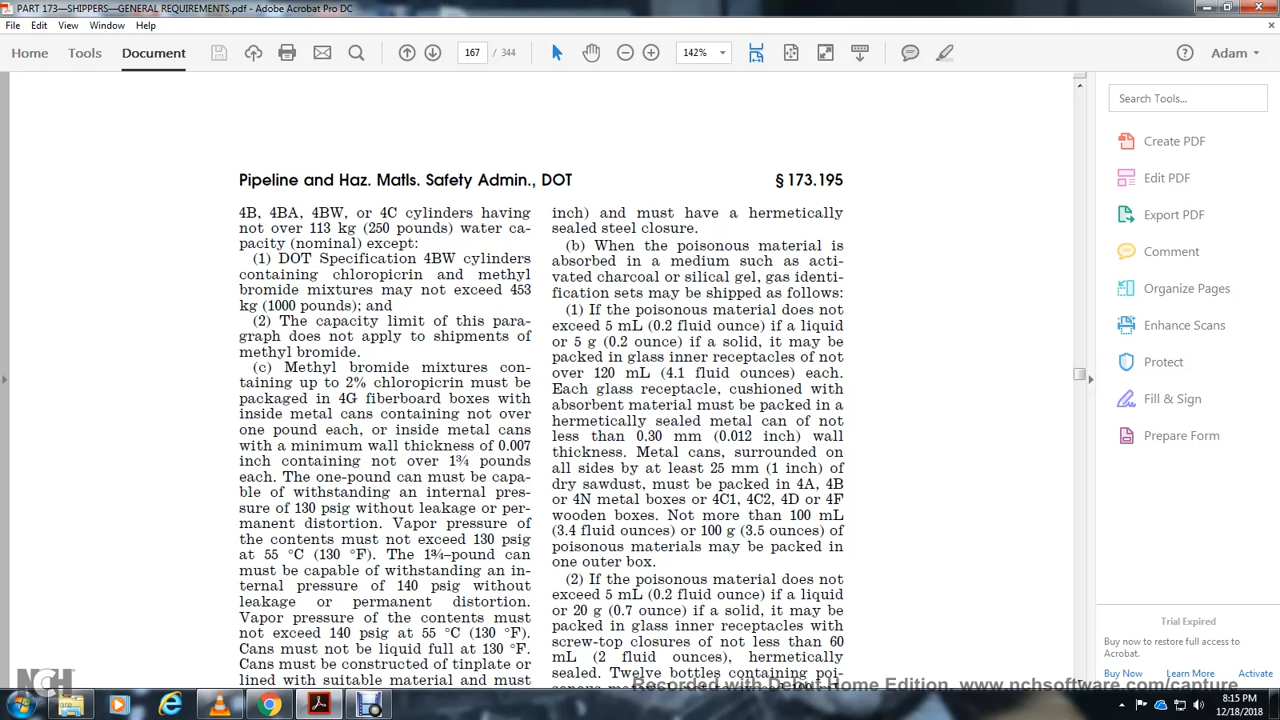 PART 173—SHIPPERS—GENERAL REQUIREMENTS.pdf - Adobe Acrobat Pro DC
File Edit View Window Help
Home Tools Document 167 / 344 142% Adam
Pipeline and Haz. Matls. Safety Admin., DOT § 173.195
4B, 4BA, 4BW, or 4C cylinders having
not over 113 kg (250 pounds) water ca-
pacity (nominal) except:
(1) DOT Specification 4BW cylinders
containing chloropicrin and methyl
bromide mixtures may not exceed 453
kg (1000 pounds); and
(2) The capacity limit of this para-
graph does not apply to shipments of
methyl bromide.
(c) Methyl bromide mixtures con-
taining up to 2% chloropicrin must be
packaged in 4G fiberboard boxes with
inside metal cans containing not over
one pound each, or inside metal cans
with a minimum wall thickness of 0.007
inch containing not over 1¾ pounds
each. The one-pound can must be capa-
ble of withstanding an internal pres-
sure of 130 psig without leakage or per-
manent distortion. Vapor pressure of
the contents must not exceed 130 psig
at 55 °C (130 °F). The 1¾–pound can
must be capable of withstanding an in-
ternal pressure of 140 psig without
leakage or permanent distortion.
Vapor pressure of the contents must
not exceed 140 psig at 55 °C (130 °F).
Cans must not be liquid full at 130 °F.
Cans must be constructed of tinplate or
lined with suitable material and must
inch) and must have a hermetically
sealed steel closure.
(b) When the poisonous material is
absorbed in a medium such as acti-
vated charcoal or silical gel, gas identi-
fication sets may be shipped as follows:
(1) If the poisonous material does not
exceed 5 mL (0.2 fluid ounce) if a liquid
or 5 g (0.2 ounce) if a solid, it may be
packed in glass inner receptacles of not
over 120 mL (4.1 fluid ounces) each.
Each glass receptacle, cushioned with
absorbent material must be packed in a
hermetically sealed metal can of not
less than 0.30 mm (0.012 inch) wall
thickness. Metal cans, surrounded on
all sides by at least 25 mm (1 inch) of
dry sawdust, must be packed in 4A, 4B
or 4N metal boxes or 4C1, 4C2, 4D or 4F
wooden boxes. Not more than 100 mL
(3.4 fluid ounces) or 100 g (3.5 ounces) of
poisonous materials may be packed in
one outer box.
(2) If the poisonous material does not
exceed 5 mL (0.2 fluid ounce) if a liquid
or 20 g (0.7 ounce) if a solid, it may be
packed in glass inner receptacles with
screw-top closures of not less than 60
mL (2 fluid ounces), hermetically
sealed. Twelve bottles containing poi-
Search Tools...
Create PDF
Edit PDF
Export PDF
Comment
Organize Pages
Enhance Scans
Protect
Fill & Sign
Prepare Form
Trial Expired
Buy now to restore full access to
Acrobat.
Buy Now Learn More Activate
NCH
Recorded with Debut Home Edition. www.nchsoftware.com/capture
8:15 PM
12/18/2018